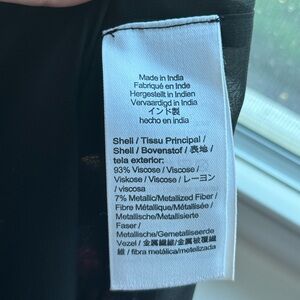 Made in India
Fabriqué en Inde
Hergestellt in Indien
Vervaardigd in India
インド製
hecho en india
Shell / Tissu Principal /
Shell / Bovenstof / 表地 /
tela exterior:
93% Viscose / Viscose /
Viskose / Viscose / レーヨン
/ viscosa
7% Metallic/Metallized Fiber /
Fibre Métallique/Métallisée /
Metallische/Metallisierte
Faser /
Metallische/Gemetalliseerde
Vezel / 金属繊維/金属被覆繊
維 / fibra metálica/metalizada